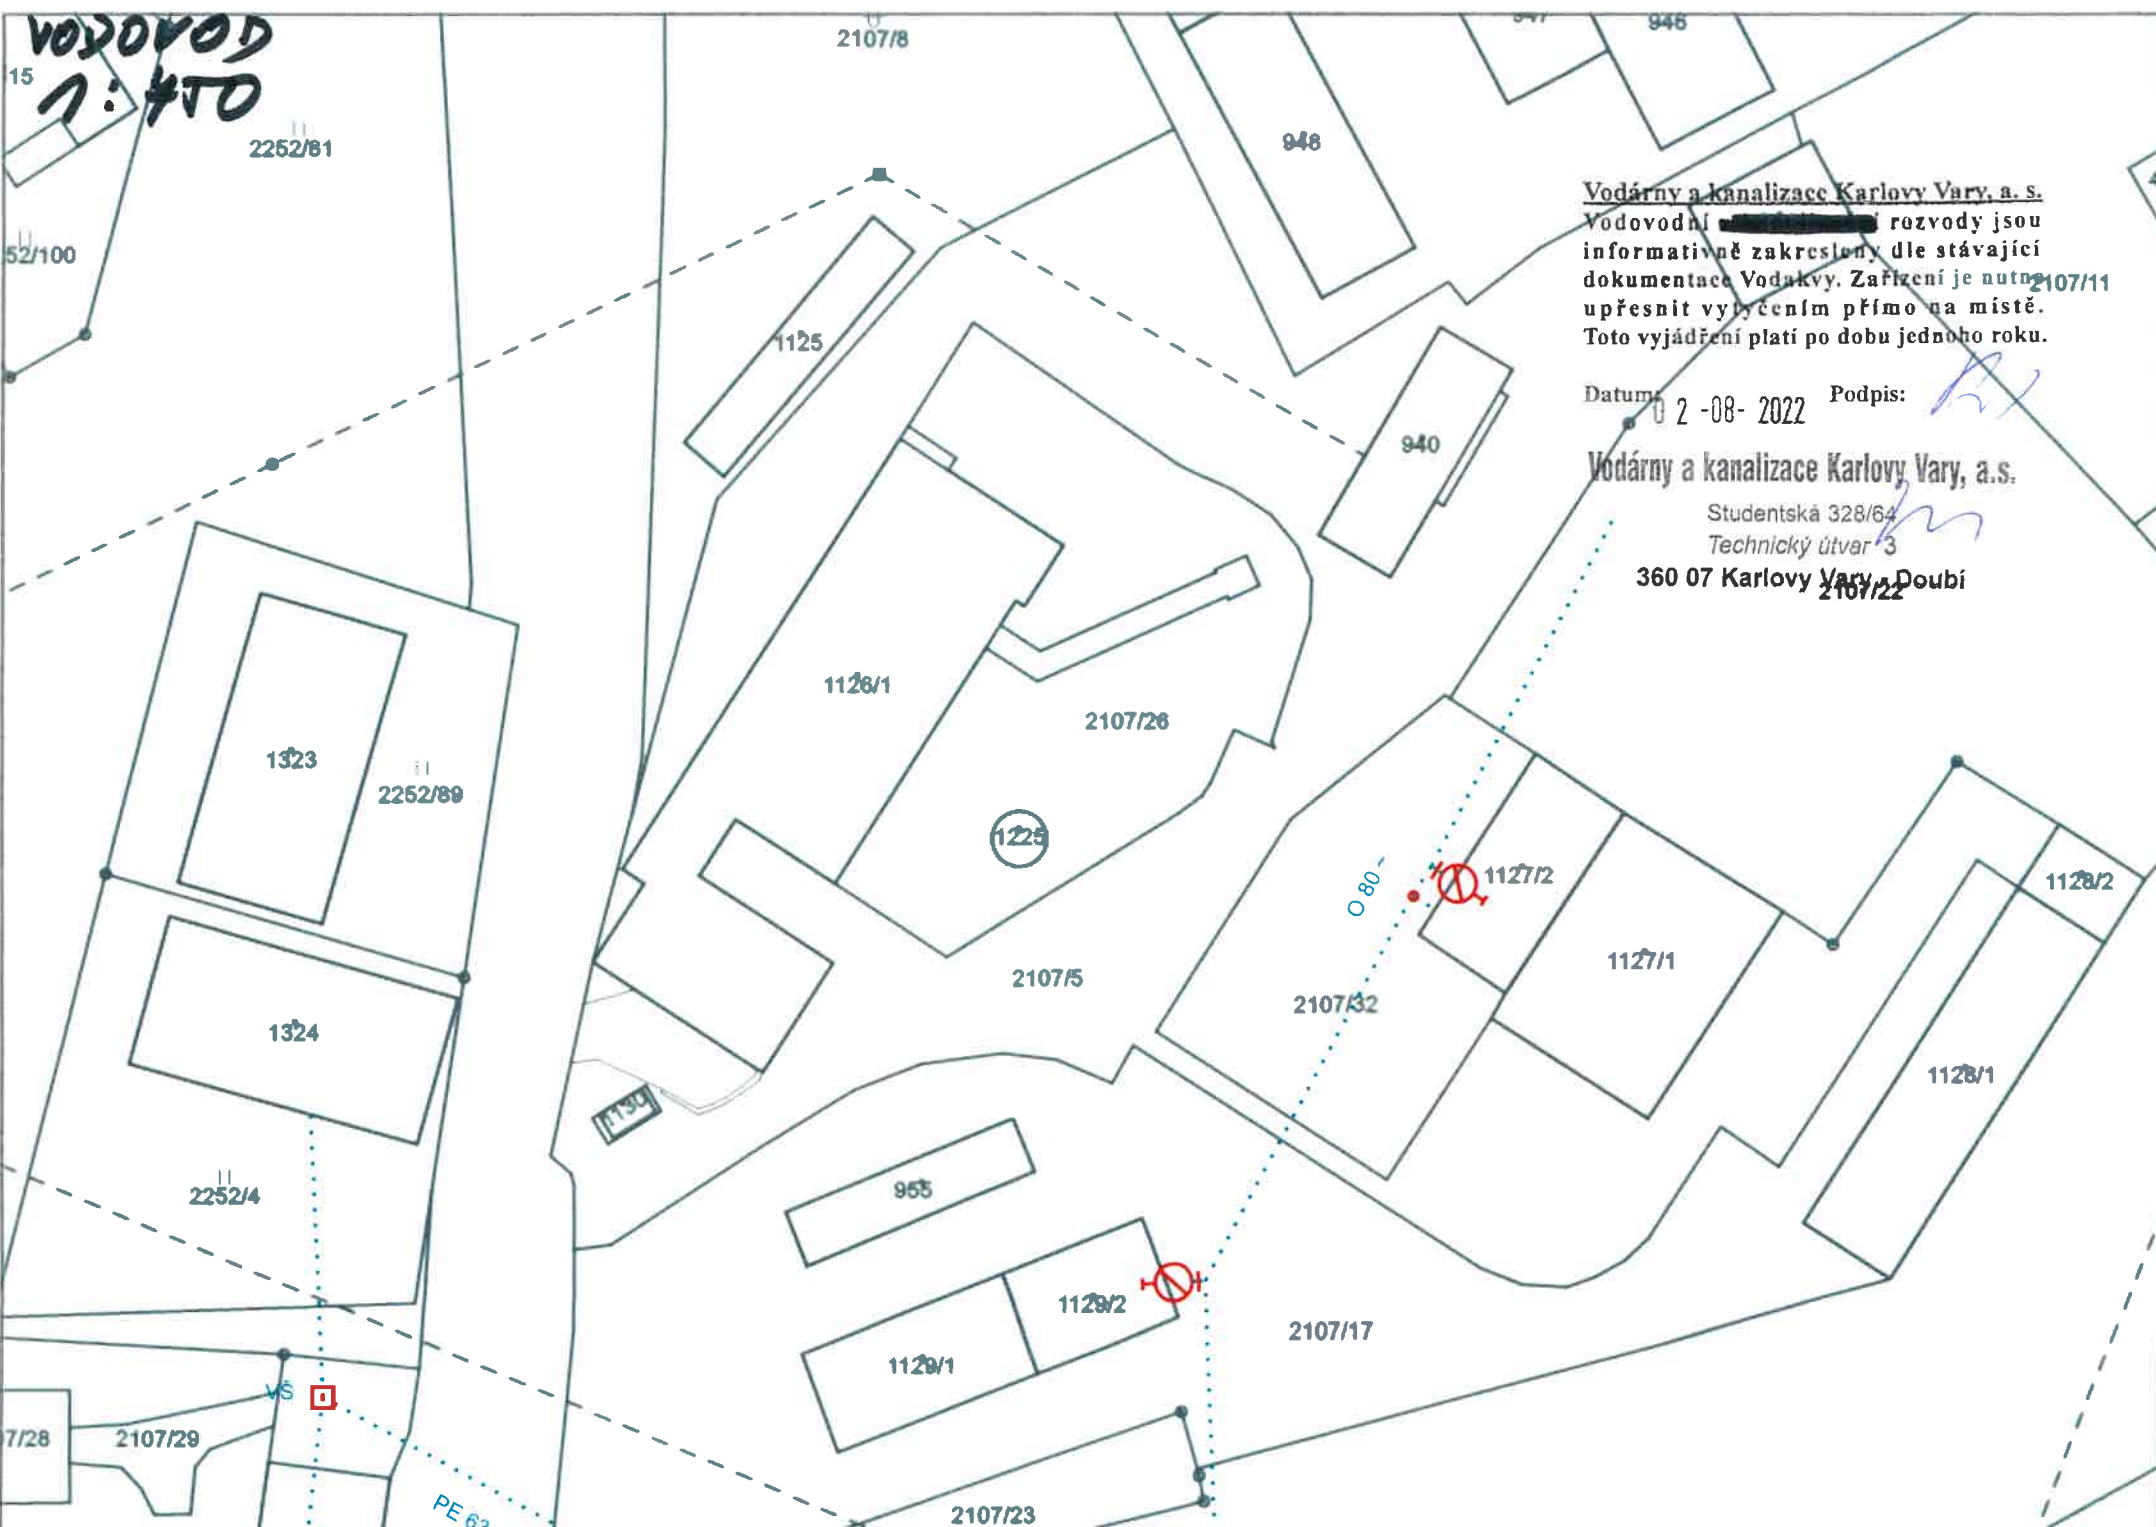 VODOVOD
1:450
2107/8
946
15
2252/81
948
Vodárny a kanalizace Karlovy Vary, a. s.
Vodovodní rozvody jsou
informativně zakresleny dle stávající
dokumentace Vodakvy. Zařízení je nutno
2107/11
upřesnit vytyčením přímo na místě.
Toto vyjádření platí po dobu jednoho roku.
52/100
1125
Datum: 02 -08- 2022 Podpis:
940
Vodárny a kanalizace Karlovy Vary, a.s.
Studentská 328/64
Technický útvar 3
360 07 Karlovy Vary - Doubí
2107/22
1126/1
2107/26
1323
2252/89
1225
O 80 ~
1127/2
1128/2
1127/1
2107/5
2107/32
1324
1128/1
1130
2252/4
955
1129/2
2107/17
1129/1
VŠ
7/28
2107/29
PE 63
2107/23